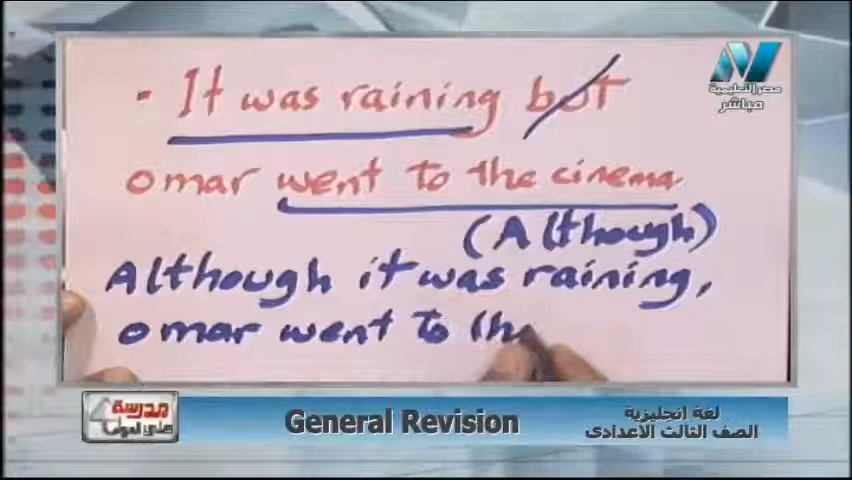 مصر التعليمية
مباشر
- It was raining but
omar went to the cinema
(Although)
Although it was raining,
omar went to th
مدرسة
على الهواء
General Revision
لغة انجليزية
الصف الثالث الاعدادى